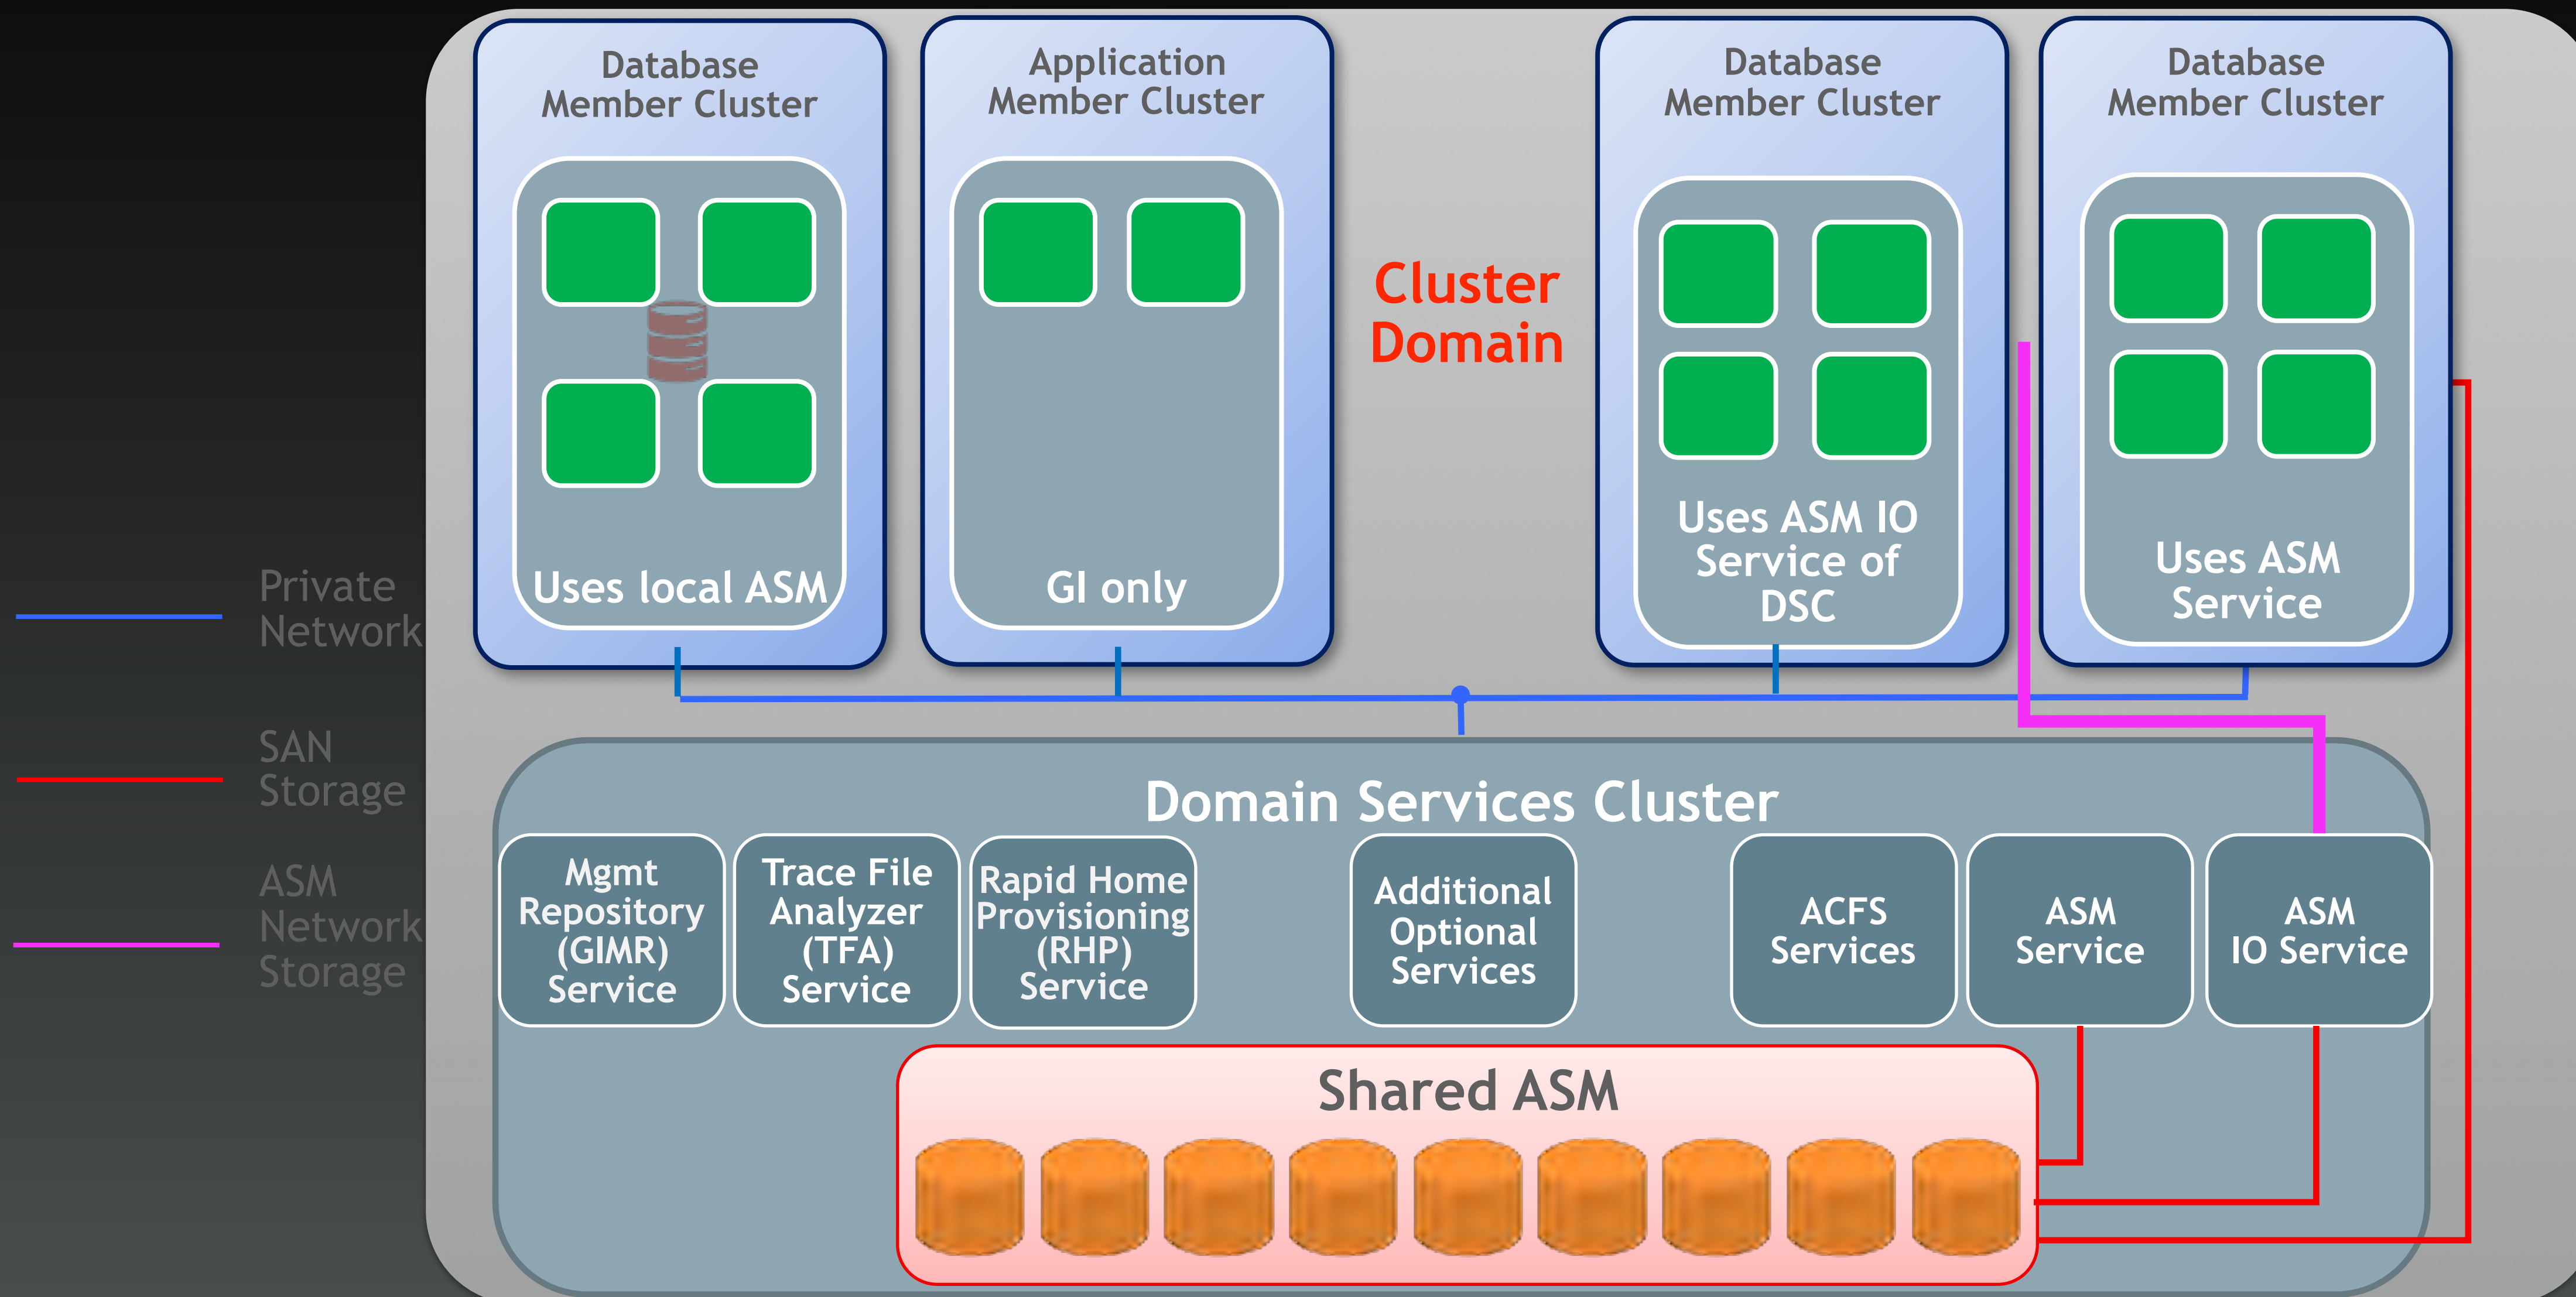 Database
Member Cluster
Uses local ASM
Application
Member Cluster
GI only
Cluster
Domain
Database
Member Cluster
Uses ASM IO
Service of
DSC
Database
Member Cluster
Uses ASM
Service
Private
Network
SAN
Storage
ASM
Network
Storage
Domain Services Cluster
Mgmt
Repository
(GIMR)
Service
Trace File
Analyzer
(TFA)
Service
Rapid Home
Provisioning
(RHP)
Service
Additional
Optional
Services
ACFS
Services
ASM
Service
ASM
IO Service
Shared ASM